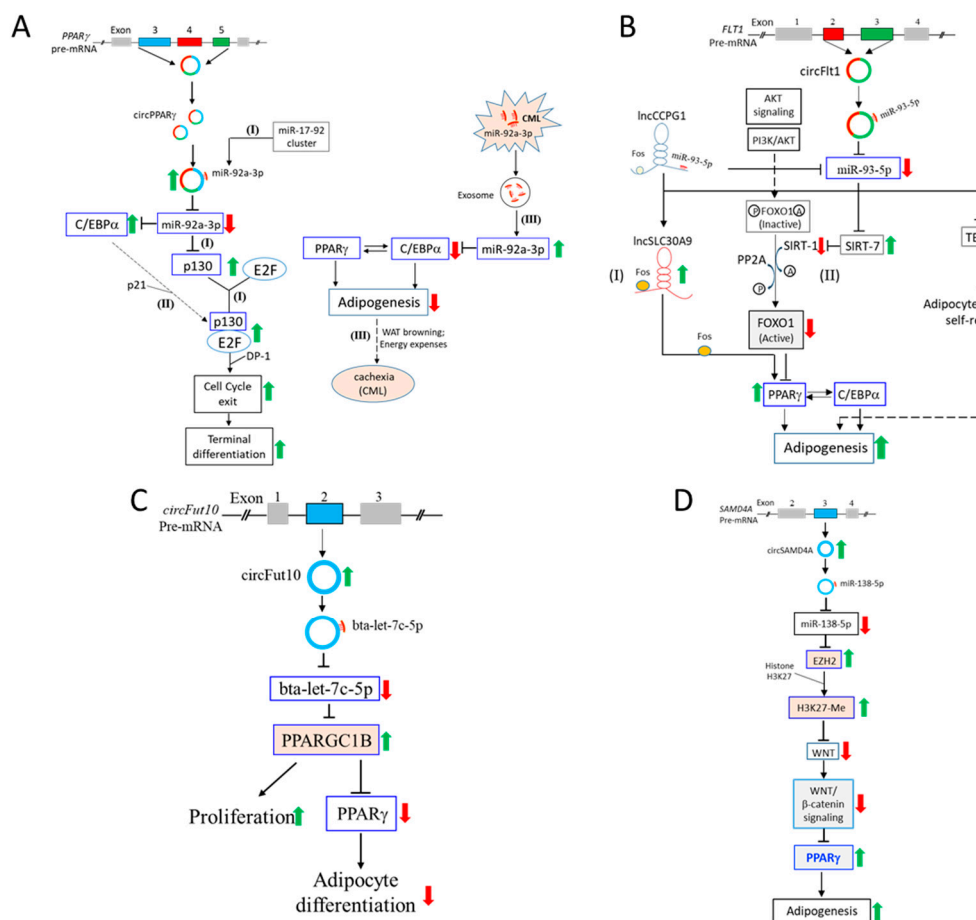 A
PPARγ
pre-mRNA
Exon
3
4
5
circPPARγ
(I)
miR-17-92
cluster
miR-92a-3p
C/EBPα
miR-92a-3p
(I)
p130
E2F
p21
(II)
(I)
p130
E2F
DP-1
Cell Cycle
exit
Terminal
differentiation
CML
miR-92a-3p
Exosome
(III)
PPARγ
C/EBPα
miR-92a-3p
Adipogenesis
(III)
WAT browning;
Energy expenses
cachexia
(CML)
B
FLT1
Pre-mRNA
Exon
1
2
3
4
circFlt1
miR-93-5p
AKT
signaling
PI3K/AKT
lncCCPG1
Fos
miR-93-5p
miR-93-5p
P
FOXO1
A
(Inactive)
lncSLC30A9
SIRT-1
SIRT-7
TE
(I)
Fos
PP2A
(II)
P
A
Adipocyte
self-re
FOXO1
(Active)
Fos
PPARγ
C/EBPα
Adipogenesis
C
circFut10
Pre-mRNA
Exon
1
2
3
circFut10
bta-let-7c-5p
bta-let-7c-5p
PPARGC1B
Proliferation
PPARγ
Adipocyte
differentiation
D
SAMD4A
Pre-mRNA
Exon
2
3
4
circSAMD4A
miR-138-5p
miR-138-5p
EZH2
Histone
H3K27
H3K27-Me
WNT
WNT/
β-catenin
signaling
PPARγ
Adipogenesis